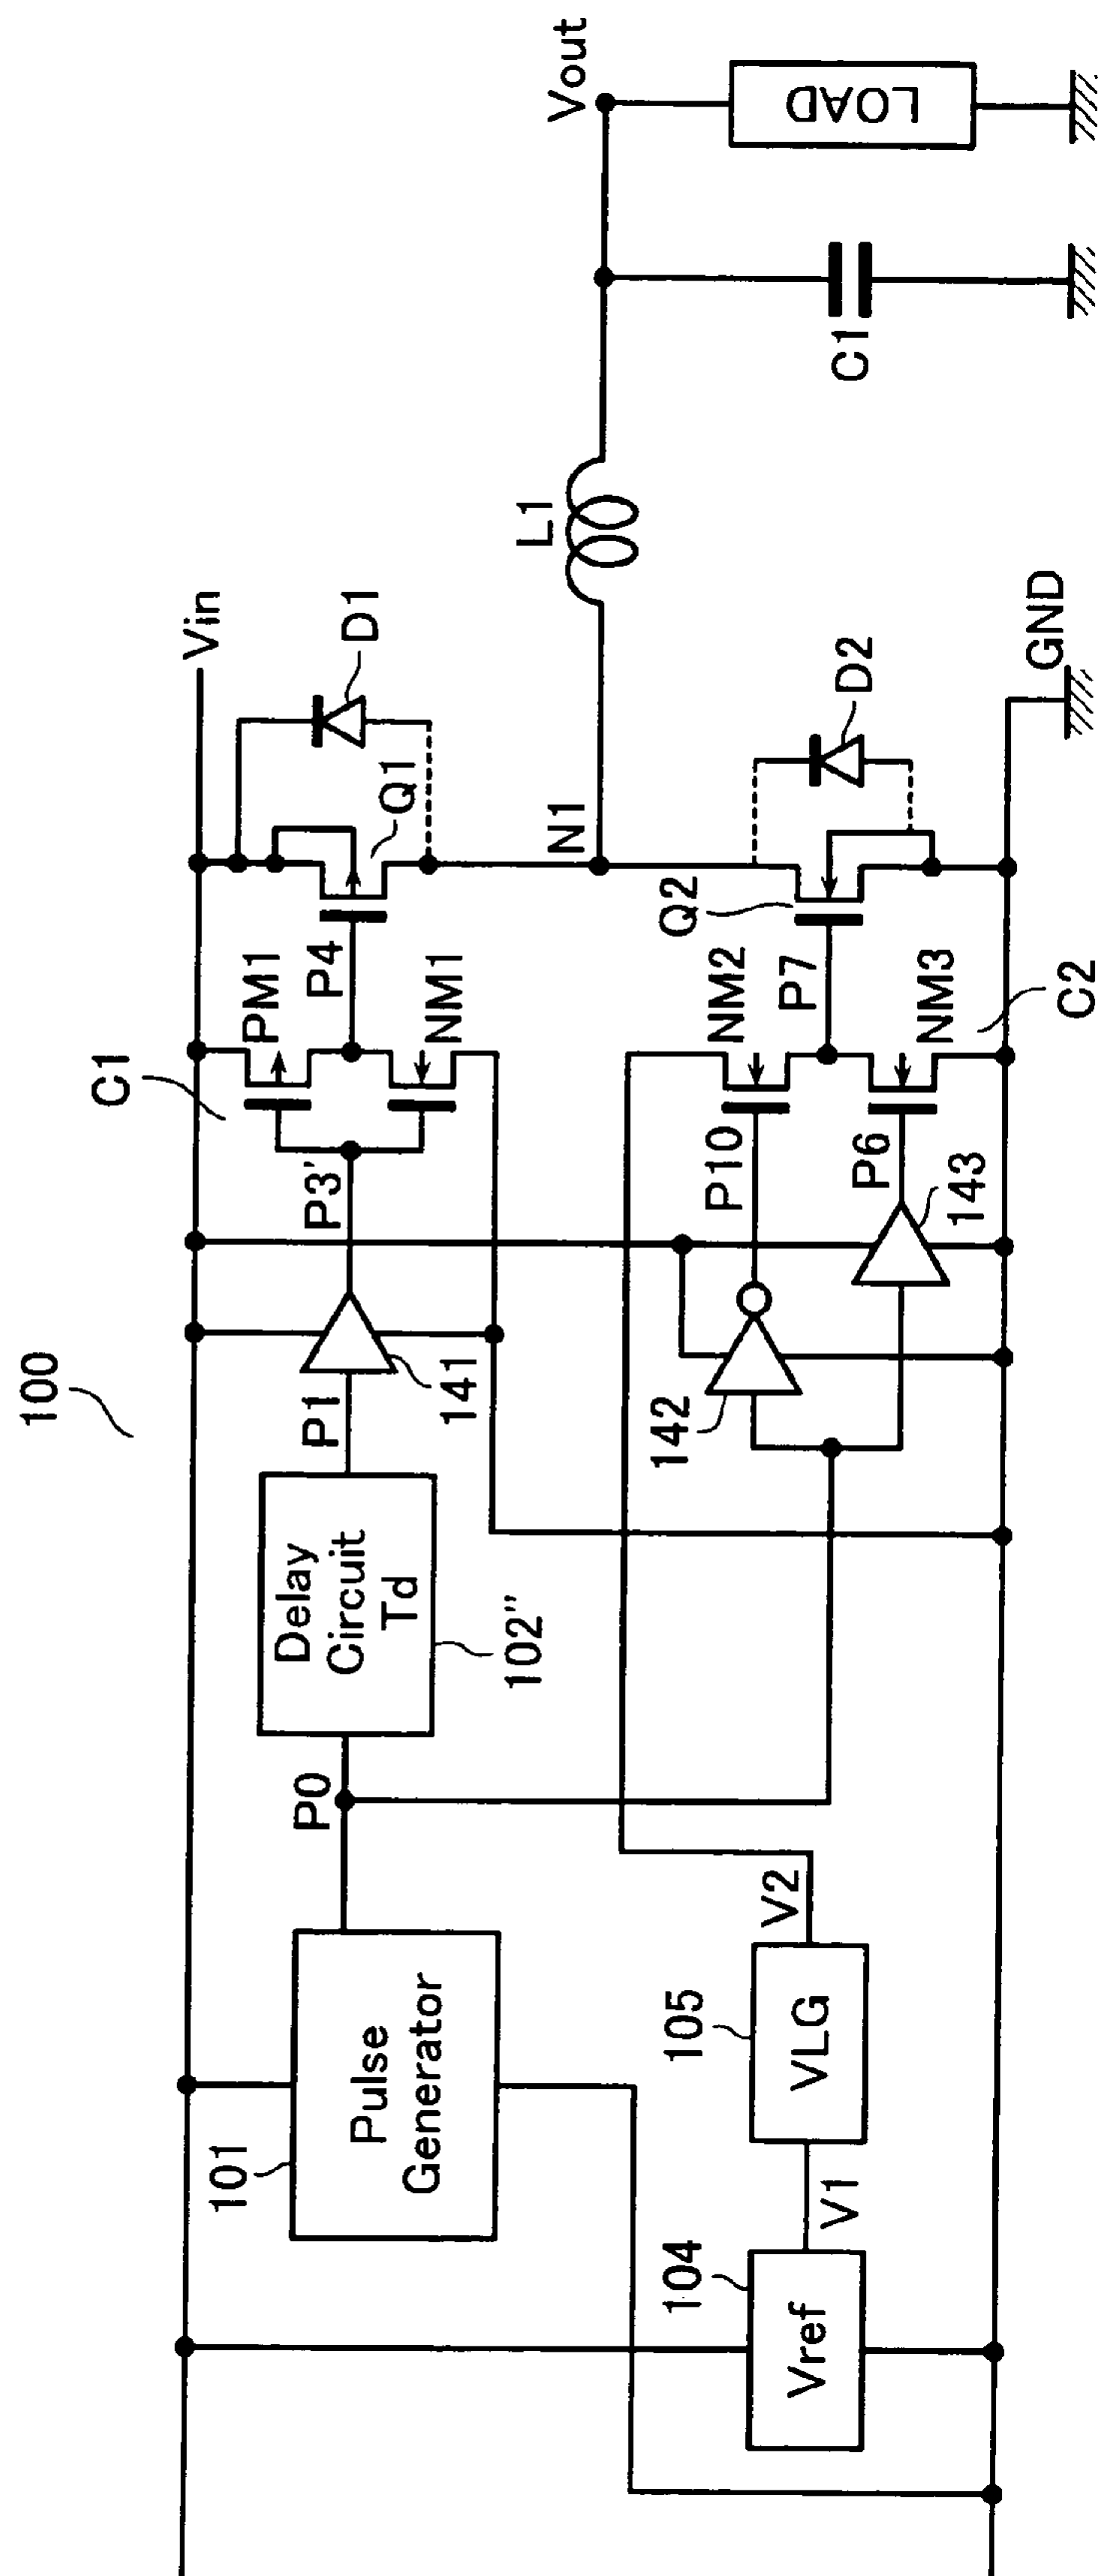 100
Vin
C1
PM1
D1
Q1
P4
NM1
P3'
P1
141
Delay
Circuit
Td
102"
P0
101
Pulse
Generator
N1
L1
Vout
C1
LOAD
Q2
D2
NM2
P7
NM3
C2
GND
P10
P6
142
143
V2
105
VLG
V1
104
Vref